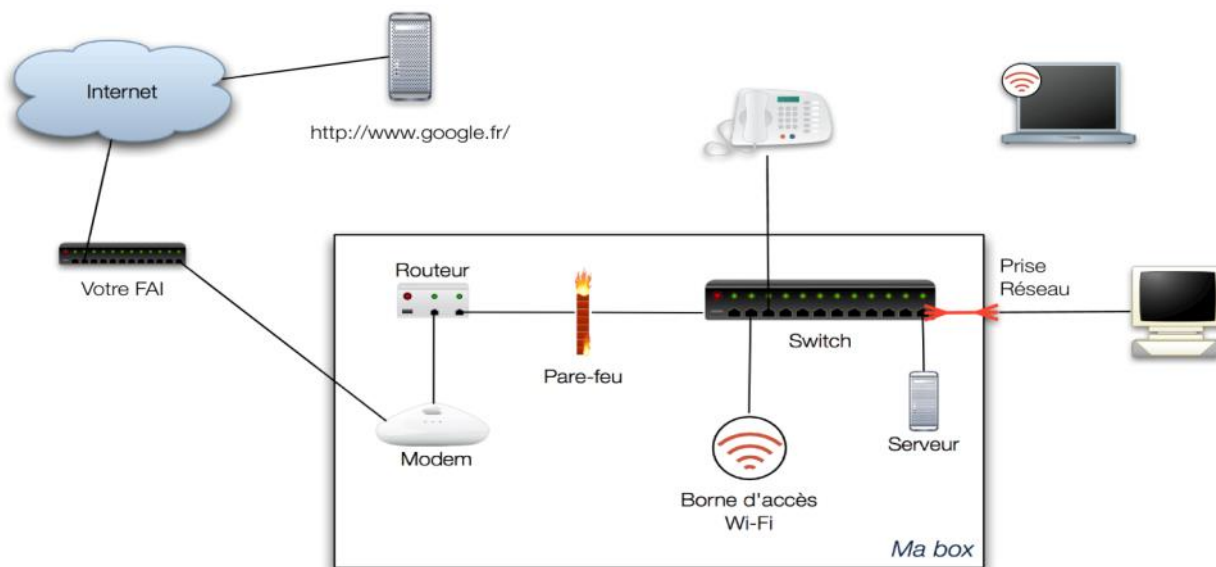 Internet
http://www.google.fr/
Votre FAI
Routeur
Pare-feu
Modem
Switch
Prise
Réseau
Serveur
Borne d'accès
Wi-Fi
Ma box